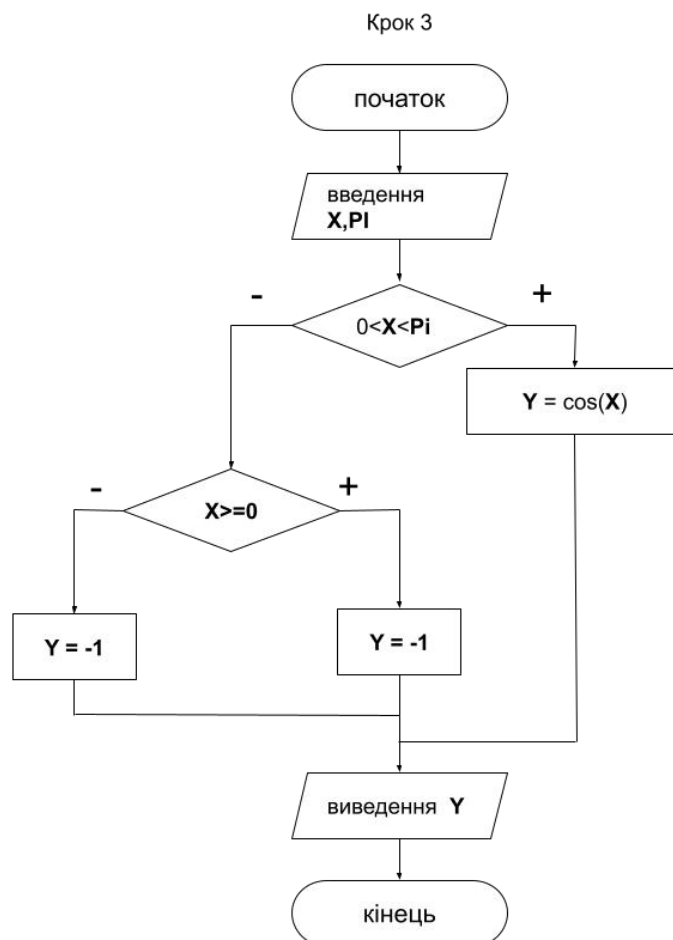 Крок 3
початок
введення
X,PI
-
+
0<X<Pi
Y = cos(X)
-
+
X>=0
Y = -1
Y = -1
виведення Y
кінець